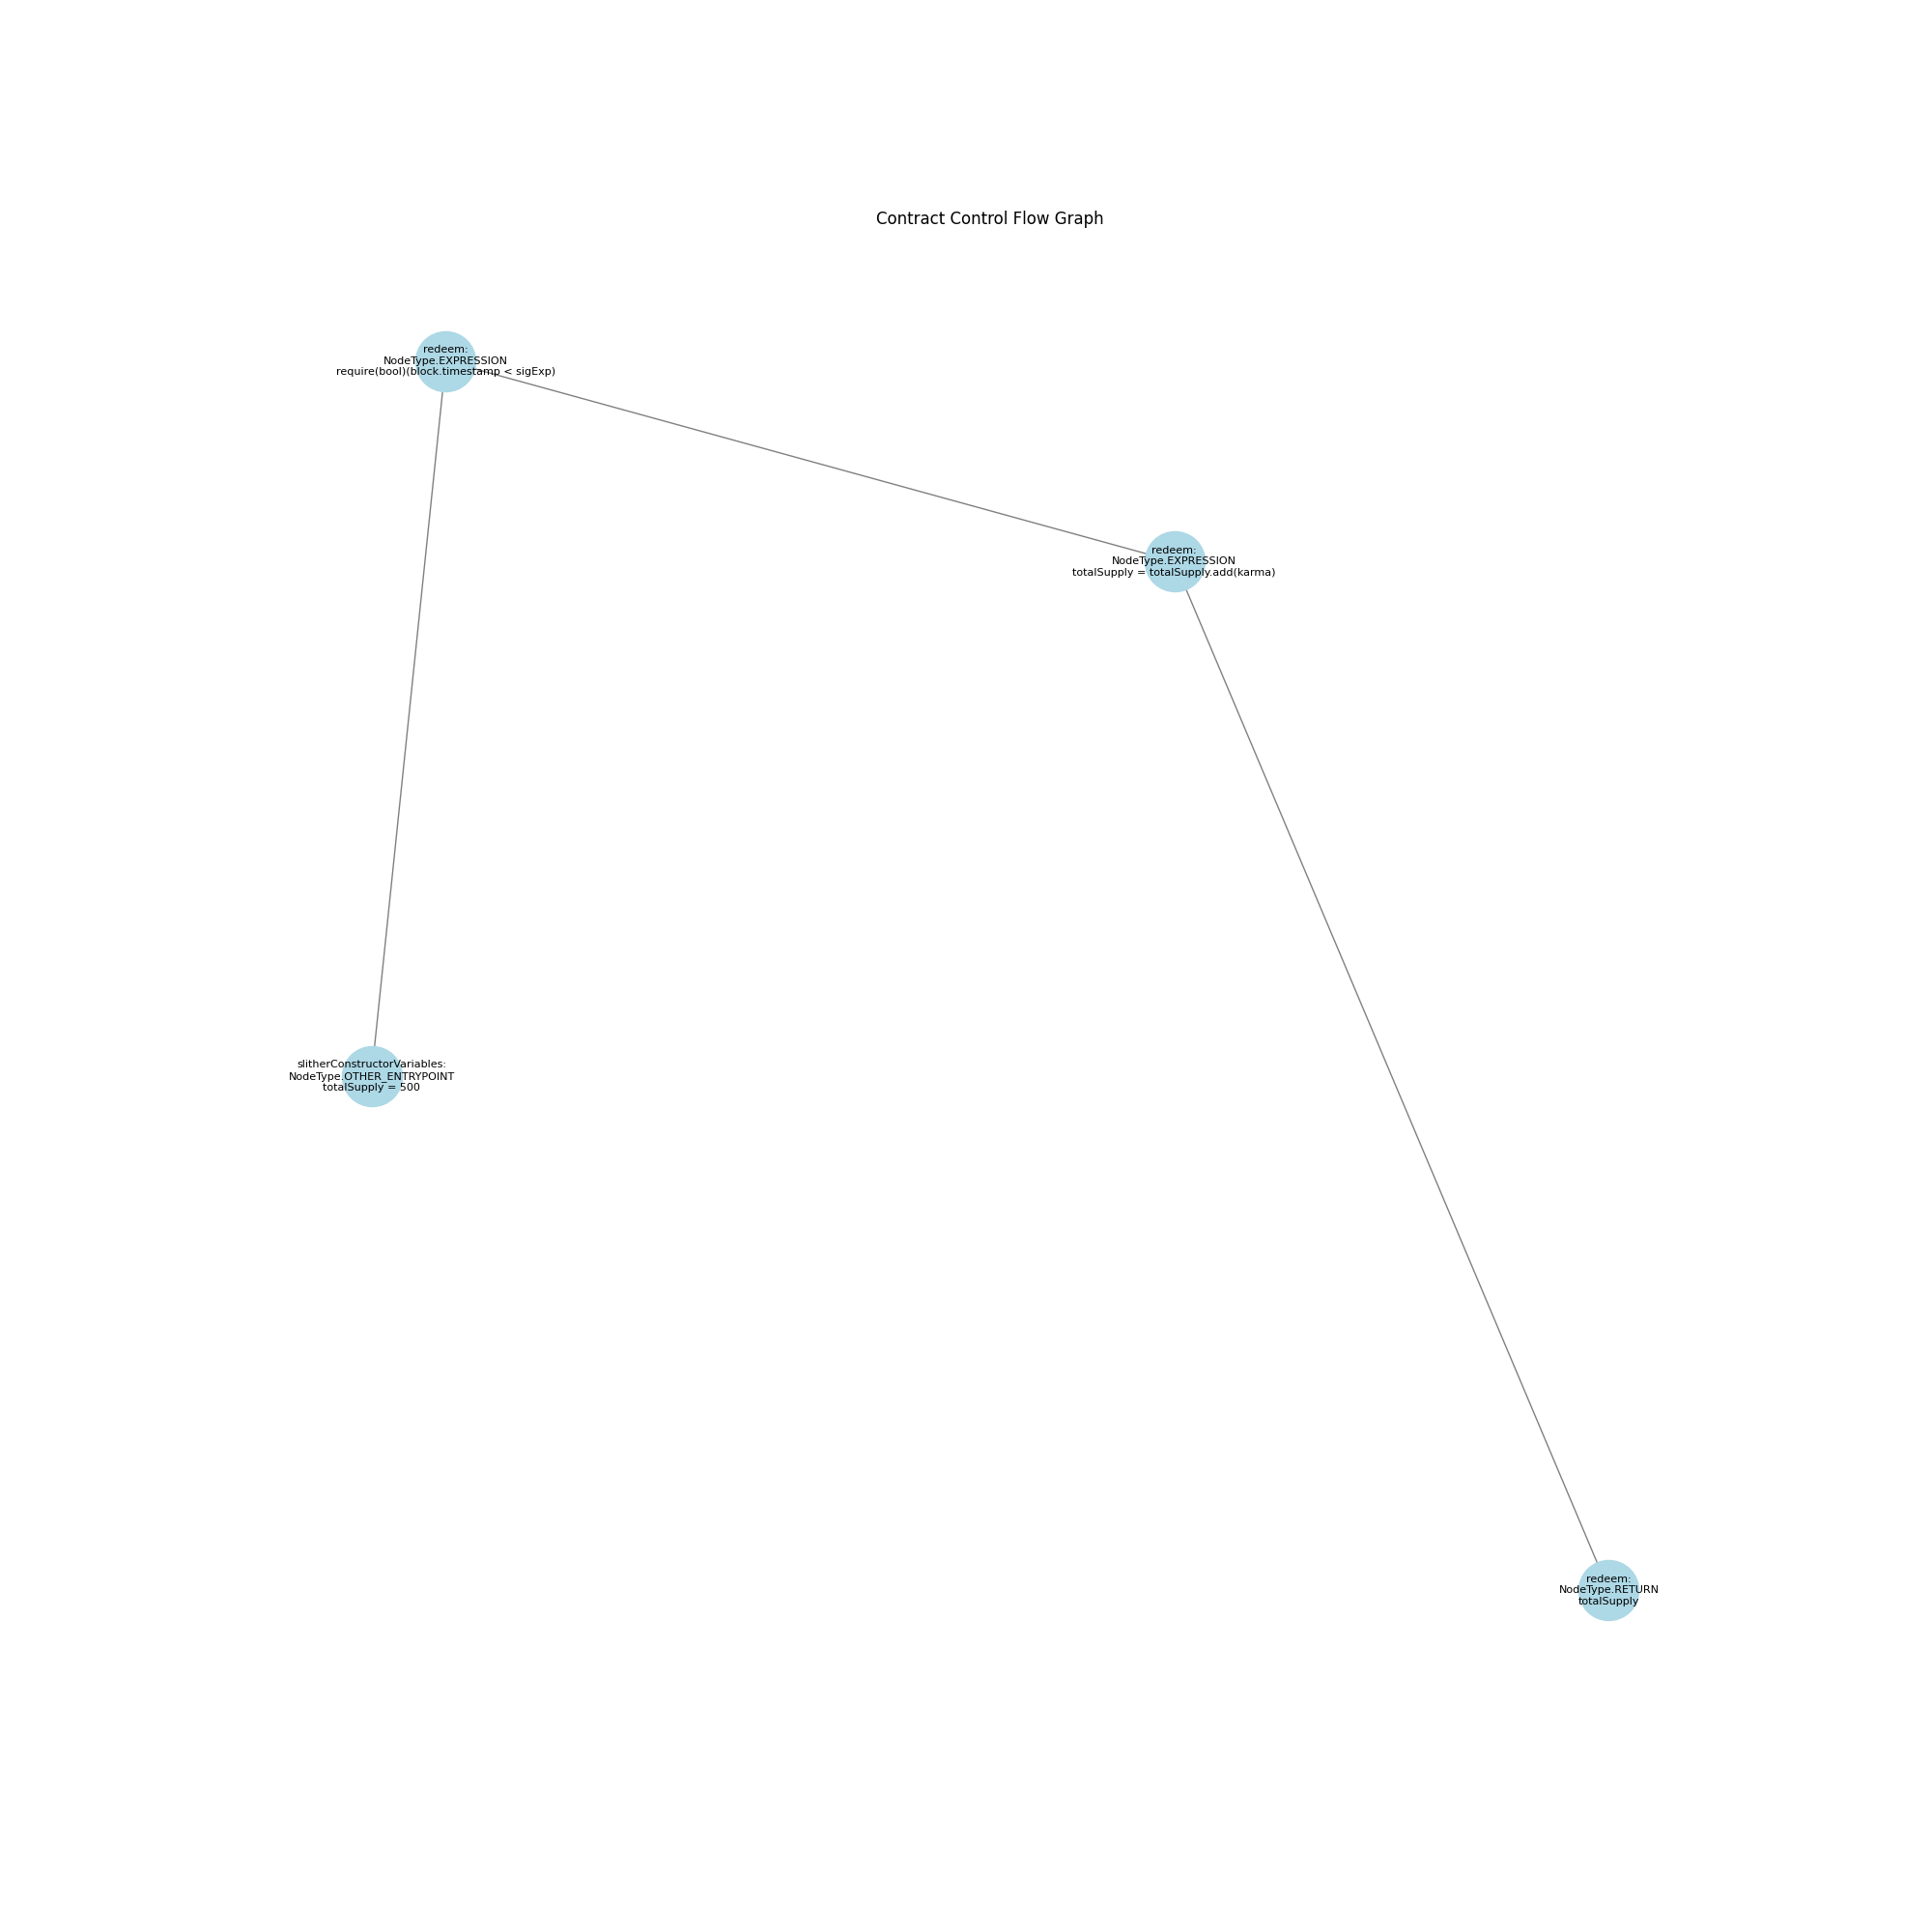 Contract Control Flow Graph
redeem:
NodeType.EXPRESSION
require(bool)(block.timestamp < sigExp)
redeem:
NodeType.EXPRESSION
totalSupply = totalSupply.add(karma)
slitherConstructorVariables:
NodeType.OTHER_ENTRYPOINT
totalSupply = 500
redeem:
NodeType.RETURN
totalSupply